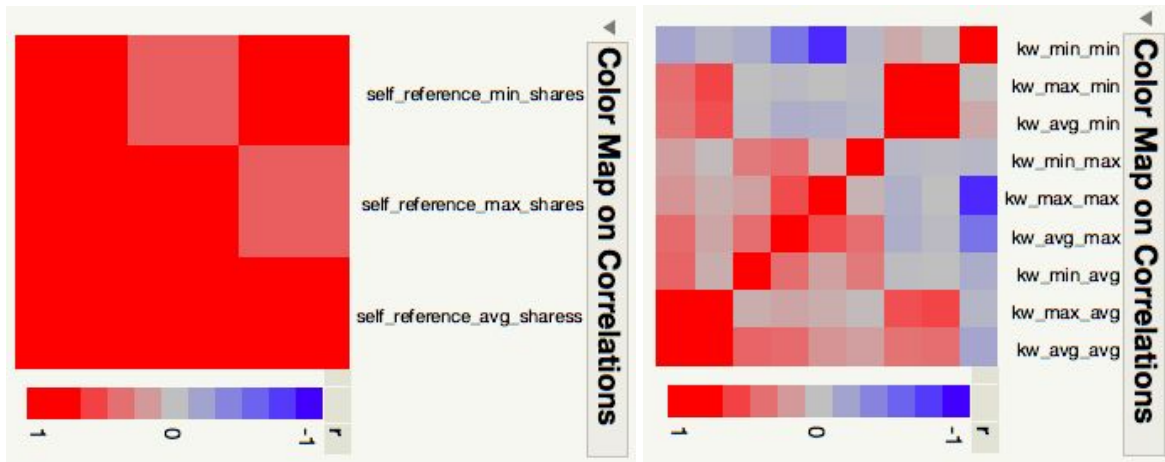 Color Map on Correlations
self_reference_min_shares
self_reference_max_shares
self_reference_avg_sharess
1
0
-1
r
Color Map on Correlations
kw_min_min
kw_max_min
kw_avg_min
kw_min_max
kw_max_max
kw_avg_max
kw_min_avg
kw_max_avg
kw_avg_avg
1
0
-1
r